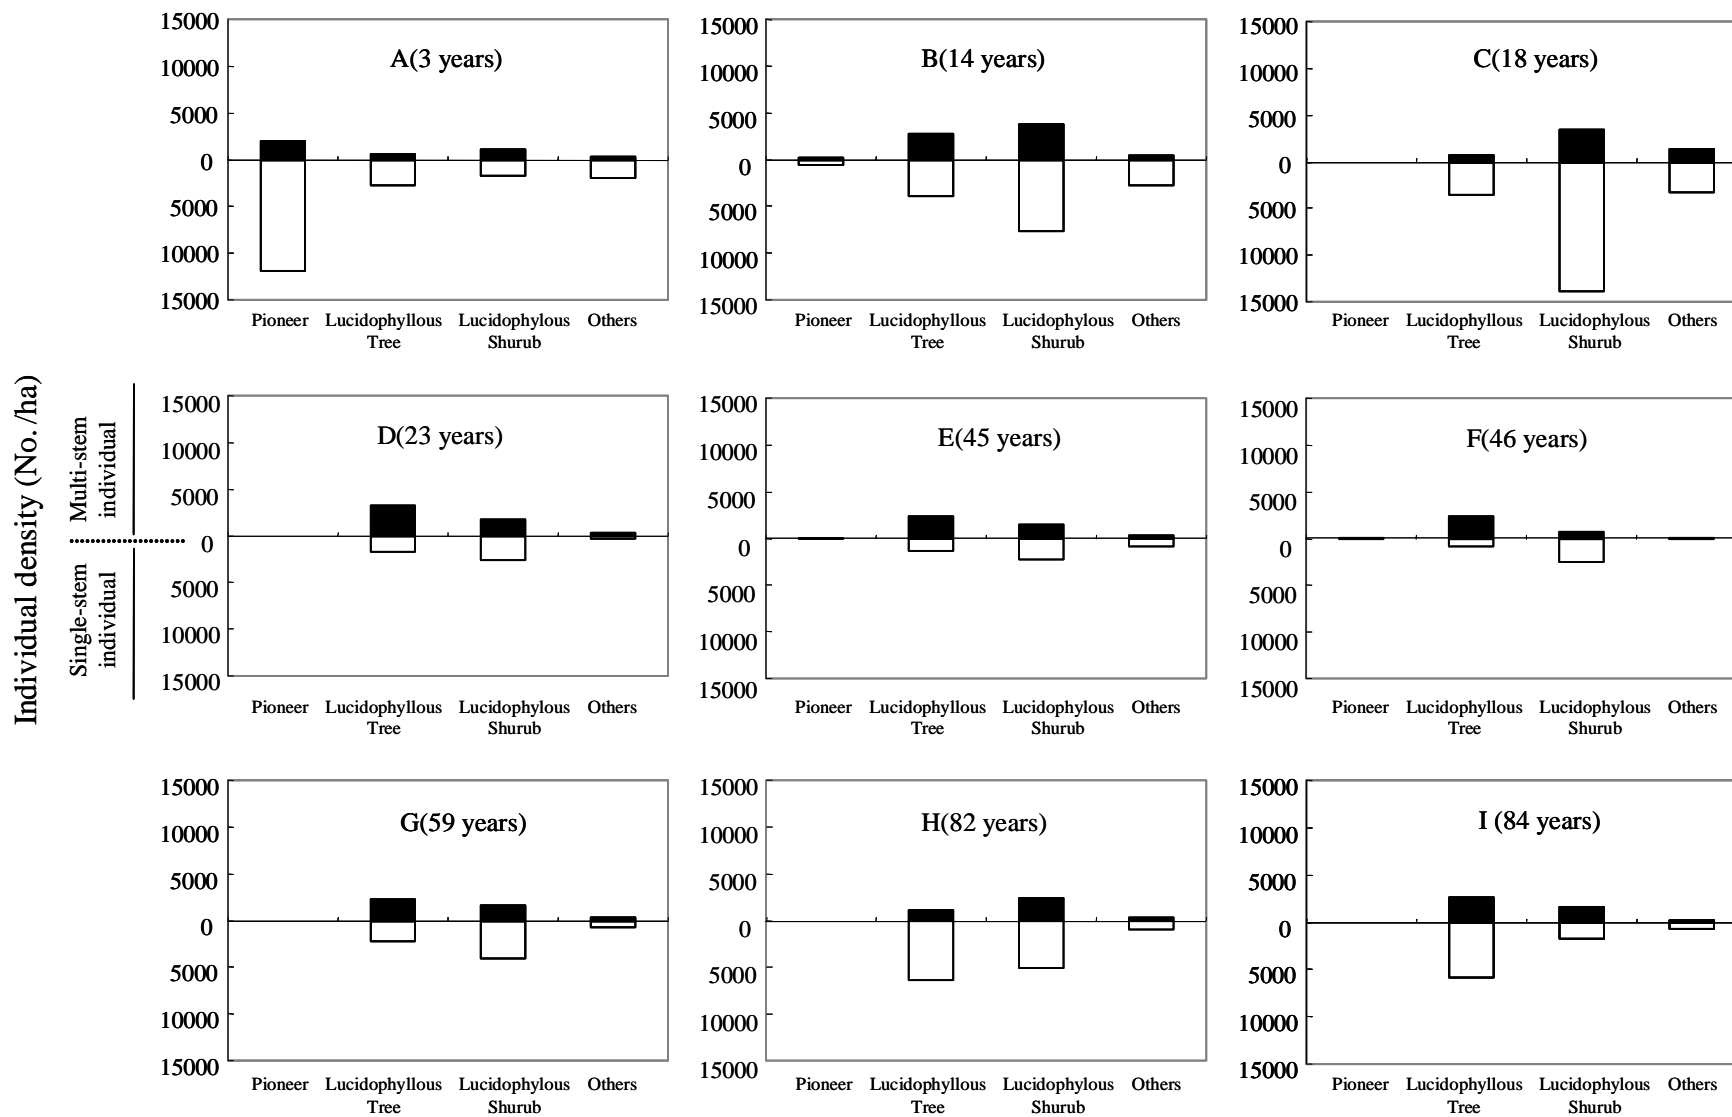 Individual density (No./ha)
Multi-stem
individual
Single-stem
individual
A(3 years)
15000
10000
5000
0
5000
10000
15000
Pioneer Lucidophyllous Lucidophylous Others
Tree Shurub
B(14 years)
15000
10000
5000
0
5000
10000
15000
Pioneer Lucidophyllous Lucidophylous Others
Tree Shurub
C(18 years)
15000
10000
5000
0
5000
10000
15000
Pioneer Lucidophyllous Lucidophylous Others
Tree Shurub
D(23 years)
15000
10000
5000
0
5000
10000
15000
Pioneer Lucidophyllous Lucidophylous Others
Tree Shurub
E(45 years)
15000
10000
5000
0
5000
10000
15000
Pioneer Lucidophyllous Lucidophylous Others
Tree Shurub
F(46 years)
15000
10000
5000
0
5000
10000
15000
Pioneer Lucidophyllous Lucidophylous Others
Tree Shurub
G(59 years)
15000
10000
5000
0
5000
10000
15000
Pioneer Lucidophyllous Lucidophylous Others
Tree Shurub
H(82 years)
15000
10000
5000
0
5000
10000
15000
Pioneer Lucidophyllous Lucidophylous Others
Tree Shurub
I (84 years)
15000
10000
5000
0
5000
10000
15000
Pioneer Lucidophyllous Lucidophylous Others
Tree Shurub